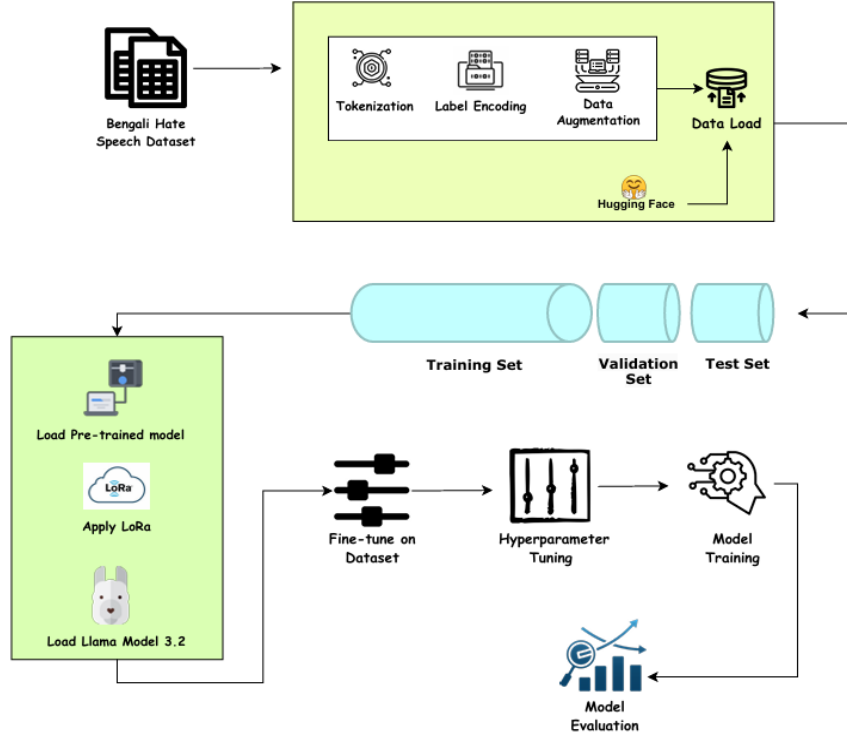 Bengali Hate
Speech Dataset
Tokenization
Label Encoding
Data
Augmentation
Data Load
Hugging Face
Training Set
Validation
Set
Test Set
Load Pre-trained model
LoRa
Apply LoRa
Load Llama Model 3.2
Fine-tune on
Dataset
Hyperparameter
Tuning
Model
Training
Model
Evaluation